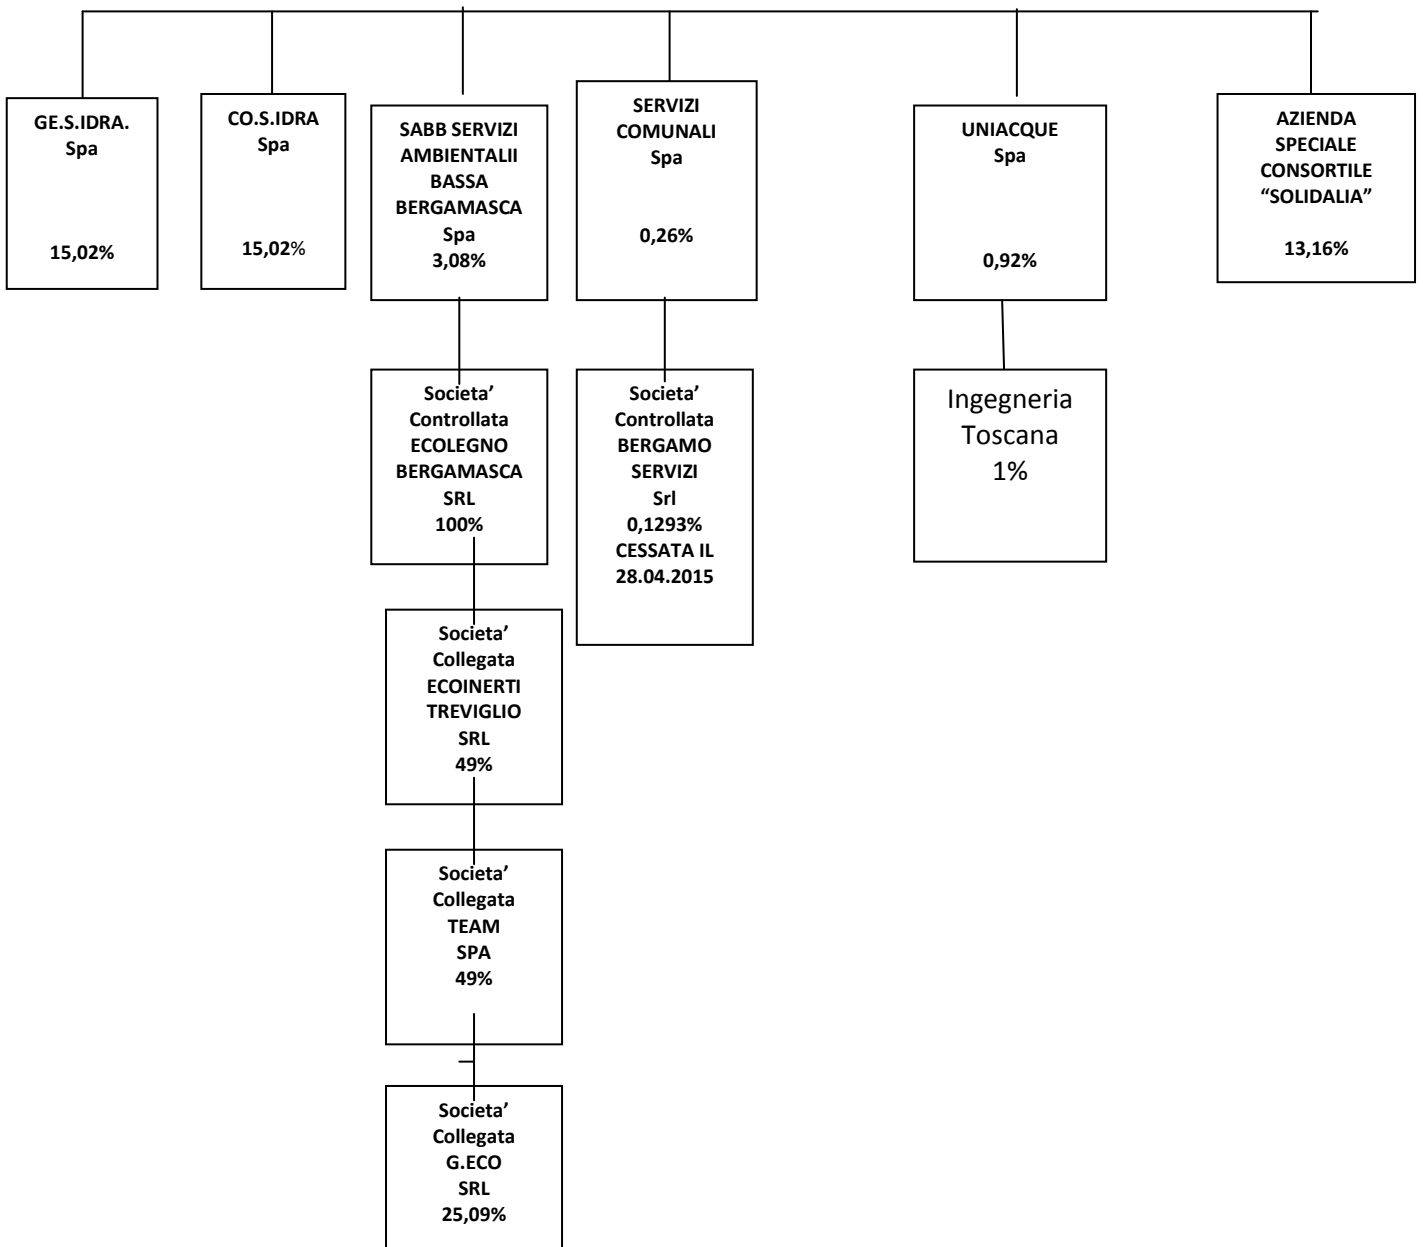 GE.S.IDRA.
Spa
15,02%
CO.S.IDRA
Spa
15,02%
SABB SERVIZI
AMBIENTALII
BASSA
BERGAMASCA
Spa
3,08%
SERVIZI
COMUNALI
Spa
0,26%
UNIACQUE
Spa
0,92%
AZIENDA
SPECIALE
CONSORTILE
“SOLIDALIA”
13,16%
Societa’
Controllata
ECOLEGNO
BERGAMASCA
SRL
100%
Societa’
Controllata
BERGAMO
SERVIZI
Srl
0,1293%
CESSATA IL
28.04.2015
Ingegneria
Toscana
1%
Societa’
Collegata
ECOINERTI
TREVIGLIO
SRL
49%
Societa’
Collegata
TEAM
SPA
49%
Societa’
Collegata
G.ECO
SRL
25,09%